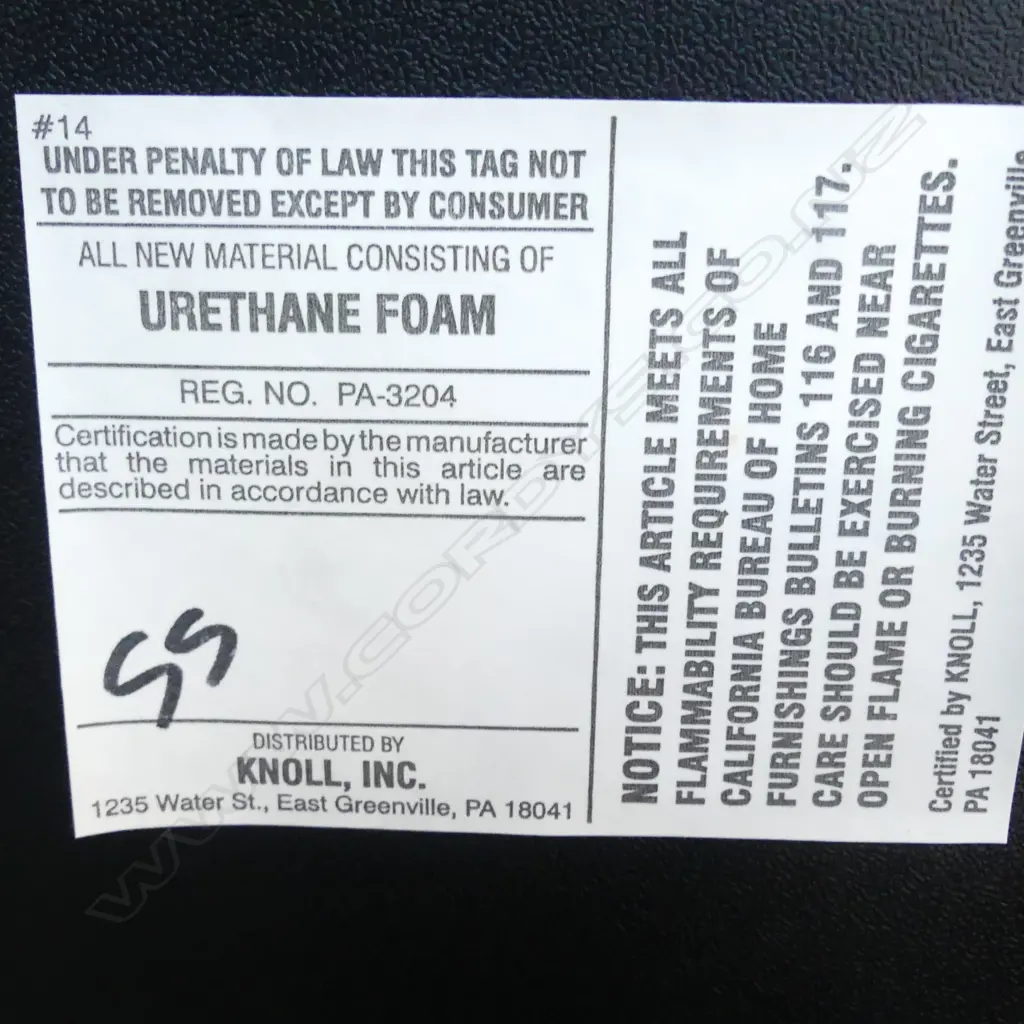 #14
UNDER PENALTY OF LAW THIS TAG NOT
TO BE REMOVED EXCEPT BY CONSUMER
ALL NEW MATERIAL CONSISTING OF
URETHANE FOAM
REG. NO. PA-3204
Certification is made by the manufacturer
that the materials in this article are
described in accordance with law.
DISTRIBUTED BY
KNOLL, INC.
1235 Water St., East Greenville, PA 18041
NOTICE: THIS ARTICLE MEETS ALL
FLAMMABILITY REQUIREMENTS OF
CALIFORNIA BUREAU OF HOME
FURNISHINGS BULLETINS 116 AND 117.
CARE SHOULD BE EXERCISED NEAR
OPEN FLAME OR BURNING CIGARETTES.
Certified by KNOLL, 1235 Water Street, East Greenville
PA 18041
WWW.CORDYS.CO.NZ